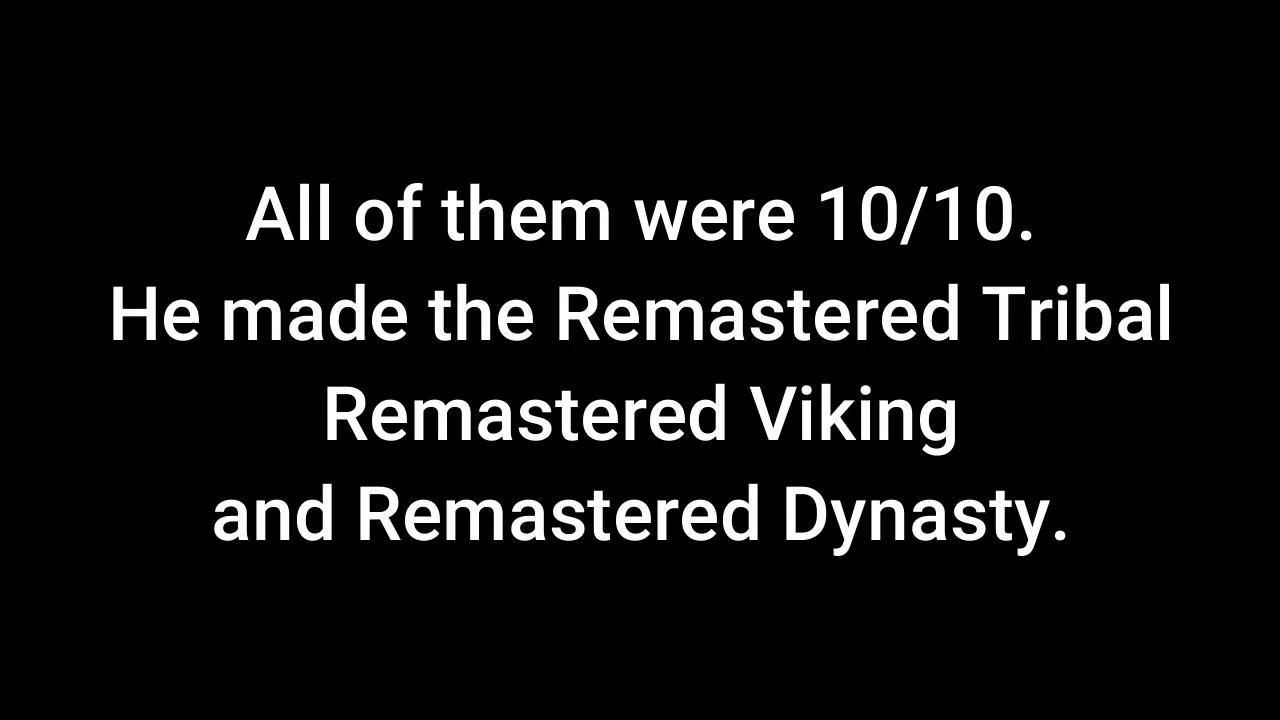 All of them were 10/10.
He made the Remastered Tribal
Remastered Viking
and Remastered Dynasty.